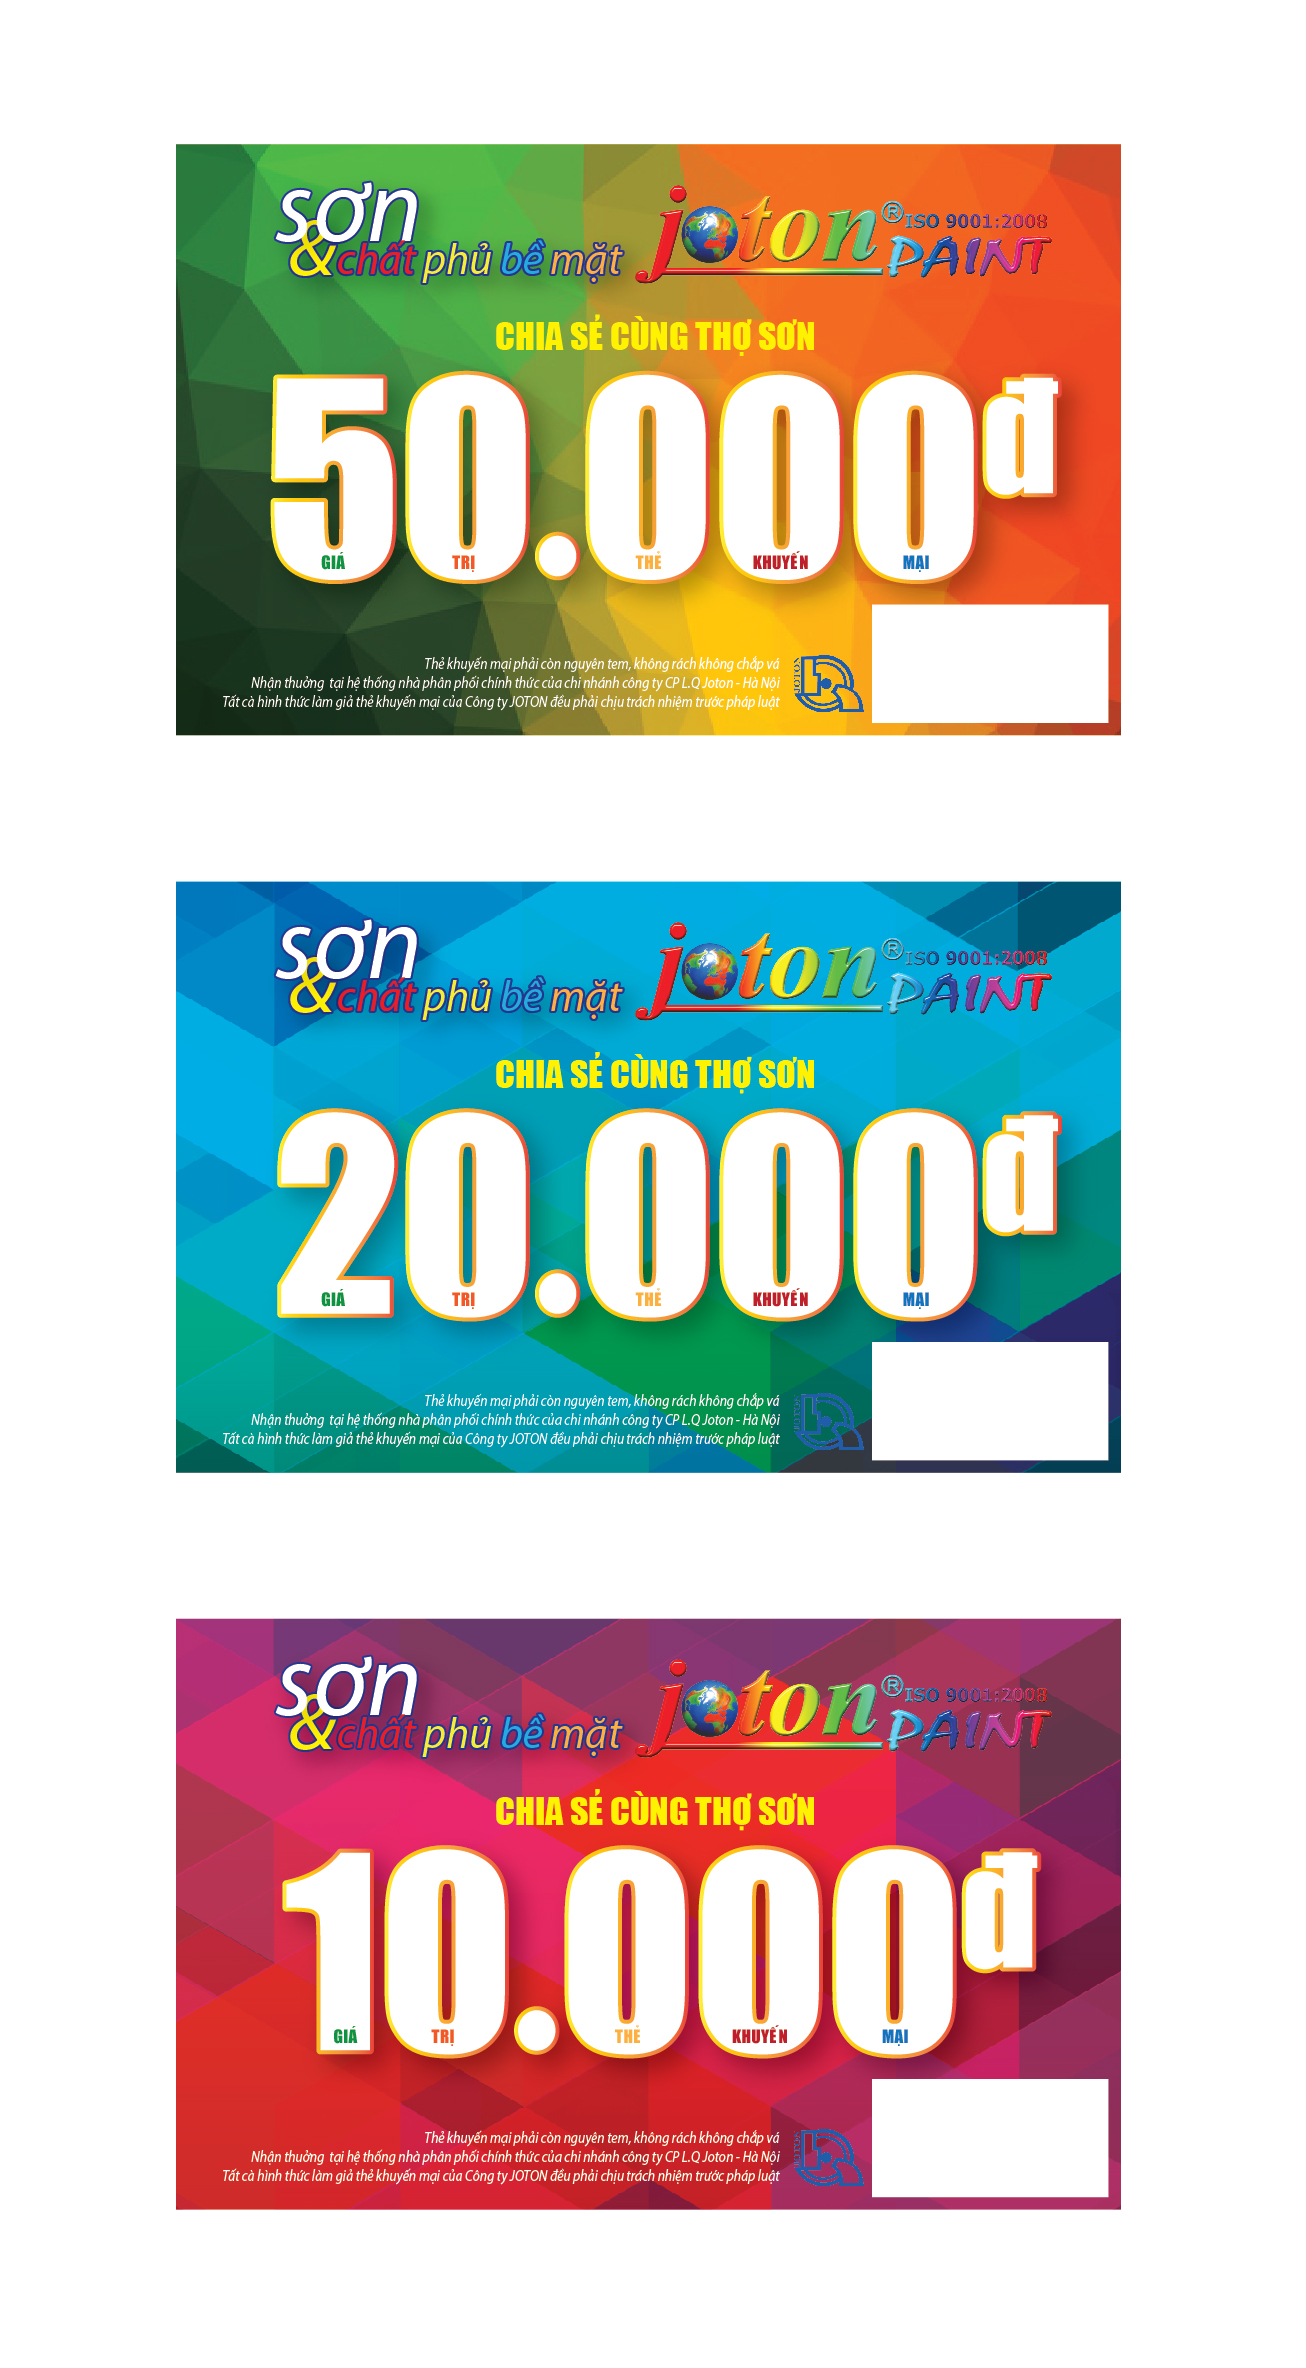 sơn
& chất phủ bề mặt
joton® ISO 9001:2008
PAINT
CHIA SẺ CÙNG THỢ SƠN
50.000đ
GIÁ TRỊ THẺ KHUYẾN MẠI
Thẻ khuyến mại phải còn nguyên tem, không rách không chắp vá
Nhận thưởng tại hệ thống nhà phân phối chính thức của chi nhánh công ty CP L.Q Joton - Hà Nội
Tất cả hình thức làm giả thẻ khuyến mại của Công ty JOTON đều phải chịu trách nhiệm trước pháp luật
JOTON
sơn
& chất phủ bề mặt
joton® ISO 9001:2008
PAINT
CHIA SẺ CÙNG THỢ SƠN
20.000đ
GIÁ TRỊ THẺ KHUYẾN MẠI
Thẻ khuyến mại phải còn nguyên tem, không rách không chắp vá
Nhận thưởng tại hệ thống nhà phân phối chính thức của chi nhánh công ty CP L.Q Joton - Hà Nội
Tất cả hình thức làm giả thẻ khuyến mại của Công ty JOTON đều phải chịu trách nhiệm trước pháp luật
JOTON
sơn
& chất phủ bề mặt
joton® ISO 9001:2008
PAINT
CHIA SẺ CÙNG THỢ SƠN
10.000đ
GIÁ TRỊ THẺ KHUYẾN MẠI
Thẻ khuyến mại phải còn nguyên tem, không rách không chắp vá
Nhận thưởng tại hệ thống nhà phân phối chính thức của chi nhánh công ty CP L.Q Joton - Hà Nội
Tất cả hình thức làm giả thẻ khuyến mại của Công ty JOTON đều phải chịu trách nhiệm trước pháp luật
JOTON